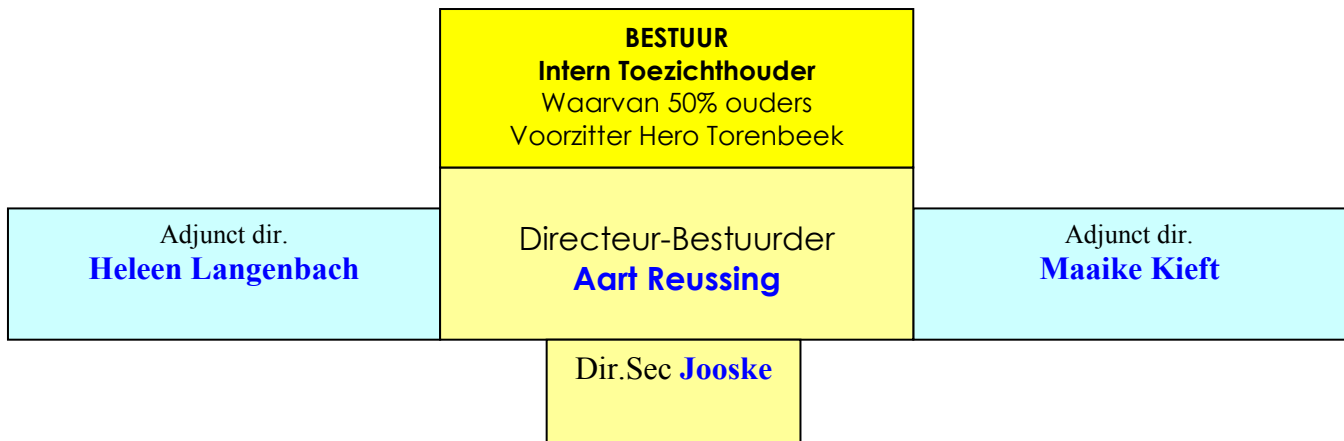 BESTUUR
Intern Toezichthouder
Waarvan 50% ouders
Voorzitter Hero Torenbeek
Adjunct dir.
Heleen Langenbach
Directeur-Bestuurder
Aart Reussing
Adjunct dir.
Maaike Kieft
Dir.Sec Jooske